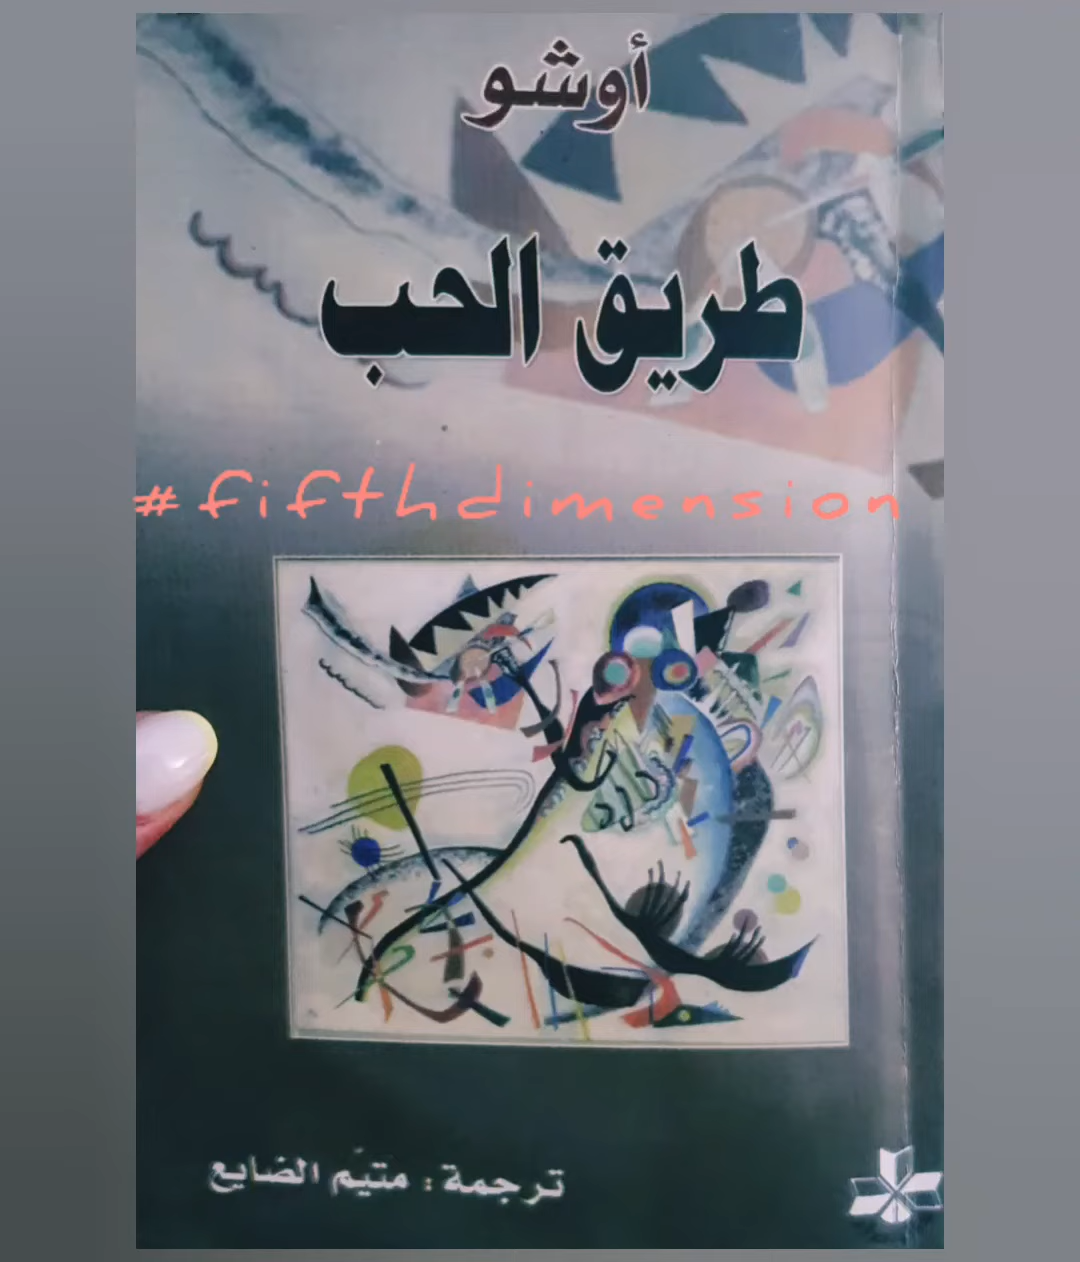 أوشو
طريق الحب
#fifthdimension
ترجمة : متيّم الضايع